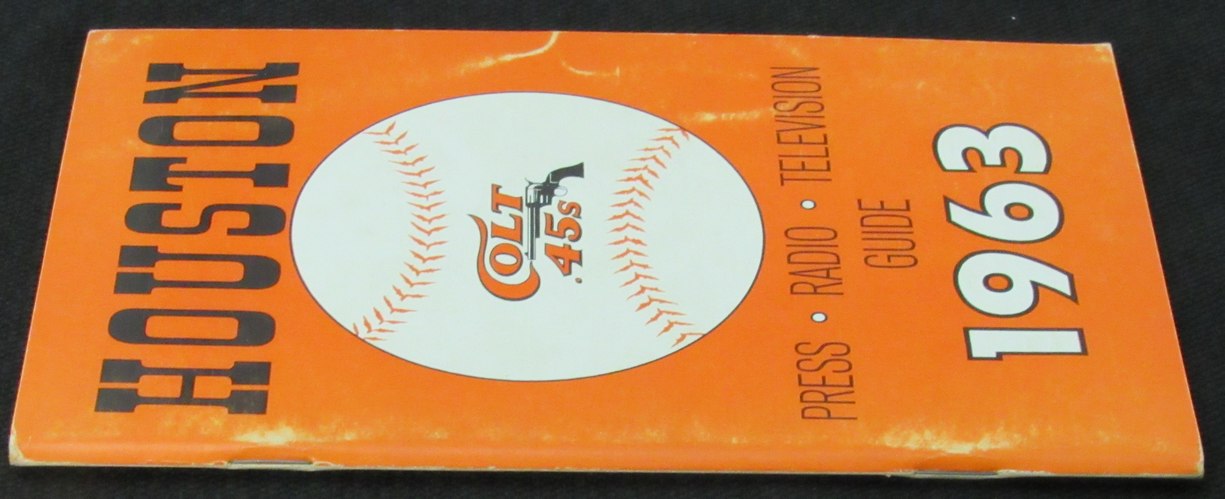 HOUSTON
COLT
.45s
PRESS • RADIO • TELEVISION
GUIDE
1963